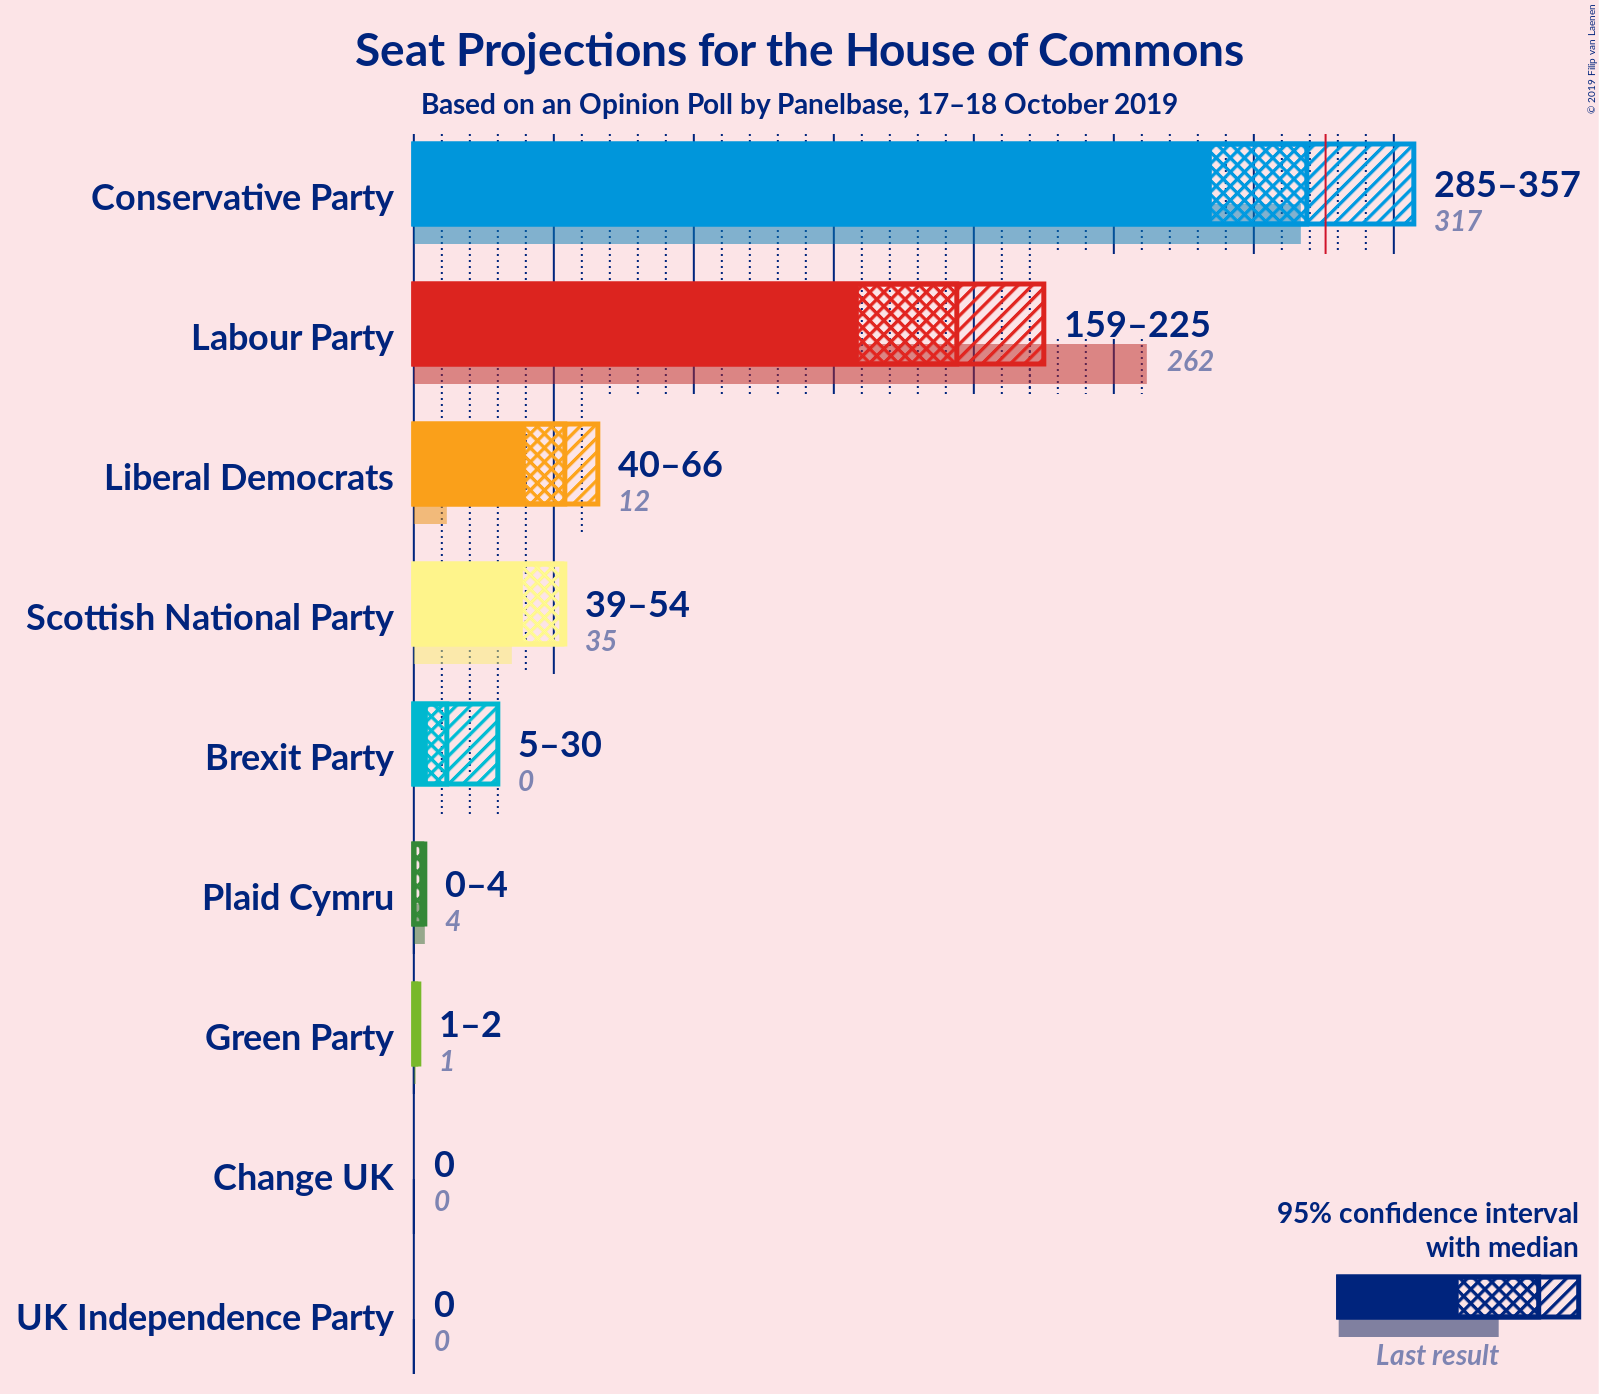 Seat Projections for the House of Commons
Based on an Opinion Poll by Panelbase, 17–18 October 2019
© 2019 Filip van Laenen
Conservative Party
285–357
317
Labour Party
159–225
262
Liberal Democrats
40–66
12
Scottish National Party
39–54
35
Brexit Party
5–30
0
Plaid Cymru
0–4
4
Green Party
1–2
1
Change UK
0
0
UK Independence Party
0
0
95% confidence interval
with median
Last result